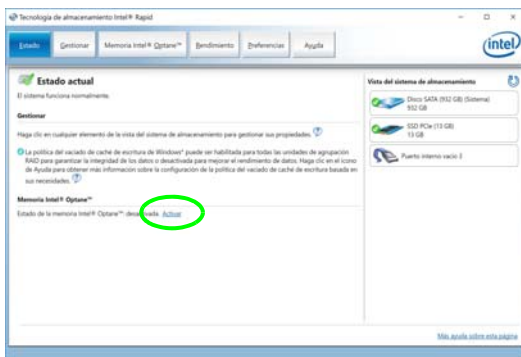 Tecnología de almacenamiento Intel® Rapid
Estado
Gestionar
Memoria Intel® Optane™
Rendimiento
Preferencias
Ayuda
intel
Estado actual
El sistema funciona normalmente.
Gestionar
Haga clic en cualquier elemento de la vista del sistema de almacenamiento para gestionar sus propiedades.
La política del vaciado de caché de escritura de Windows* puede ser habilitada para todas las unidades de agrupación
RAID para garantizar la integridad de los datos o desactivada para mejorar el rendimiento de datos. Haga clic en el icono
de Ayuda para obtener más información sobre la configuración de la política del vaciado de caché de escritura basada en
sus necesidades.
Memoria Intel® Optane™
Estado de la memoria Intel® Optane™: desactivada. Activar
Vista del sistema de almacenamiento
Disco SATA (932 GB) (Sistema)
932 GB
SSD PCIe (13 GB)
13 GB
Puerto interno vacío 3
Más ayuda sobre esta página